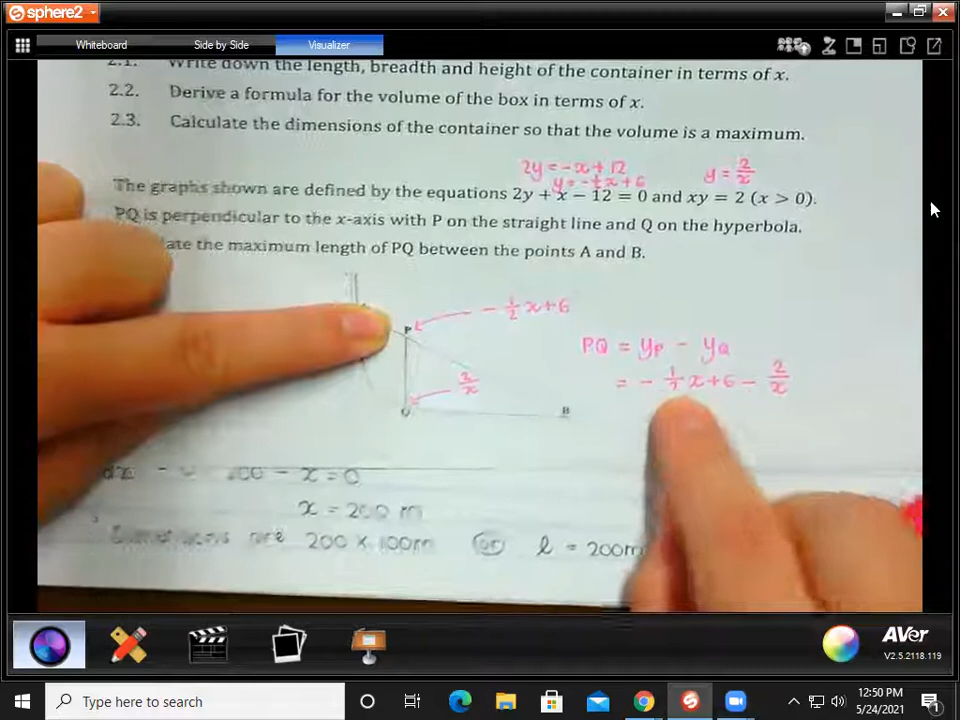 sphere2
Whiteboard
Side by Side
Visualizer
2.1. Write down the length, breadth and height of the container in terms of x.
2.2. Derive a formula for the volume of the box in terms of x.
2.3. Calculate the dimensions of the container so that the volume is a maximum.
2y = -x + 12
y = -½x + 6
y = 2/x
The graphs shown are defined by the equations 2y + x − 12 = 0 and xy = 2 (x > 0).
PQ is perpendicular to the x-axis with P on the straight line and Q on the hyperbola.
the maximum length of PQ between the points A and B.
P
-½x+6
PQ = yP - yQ
= -½x+6 - 2/x
2/x
Q
B
200 - x = 0
x = 200 m
are 200 x 100m (or) l = 200m
AVer
V2.5.2118.119
Type here to search
12:50 PM
5/24/2021
1